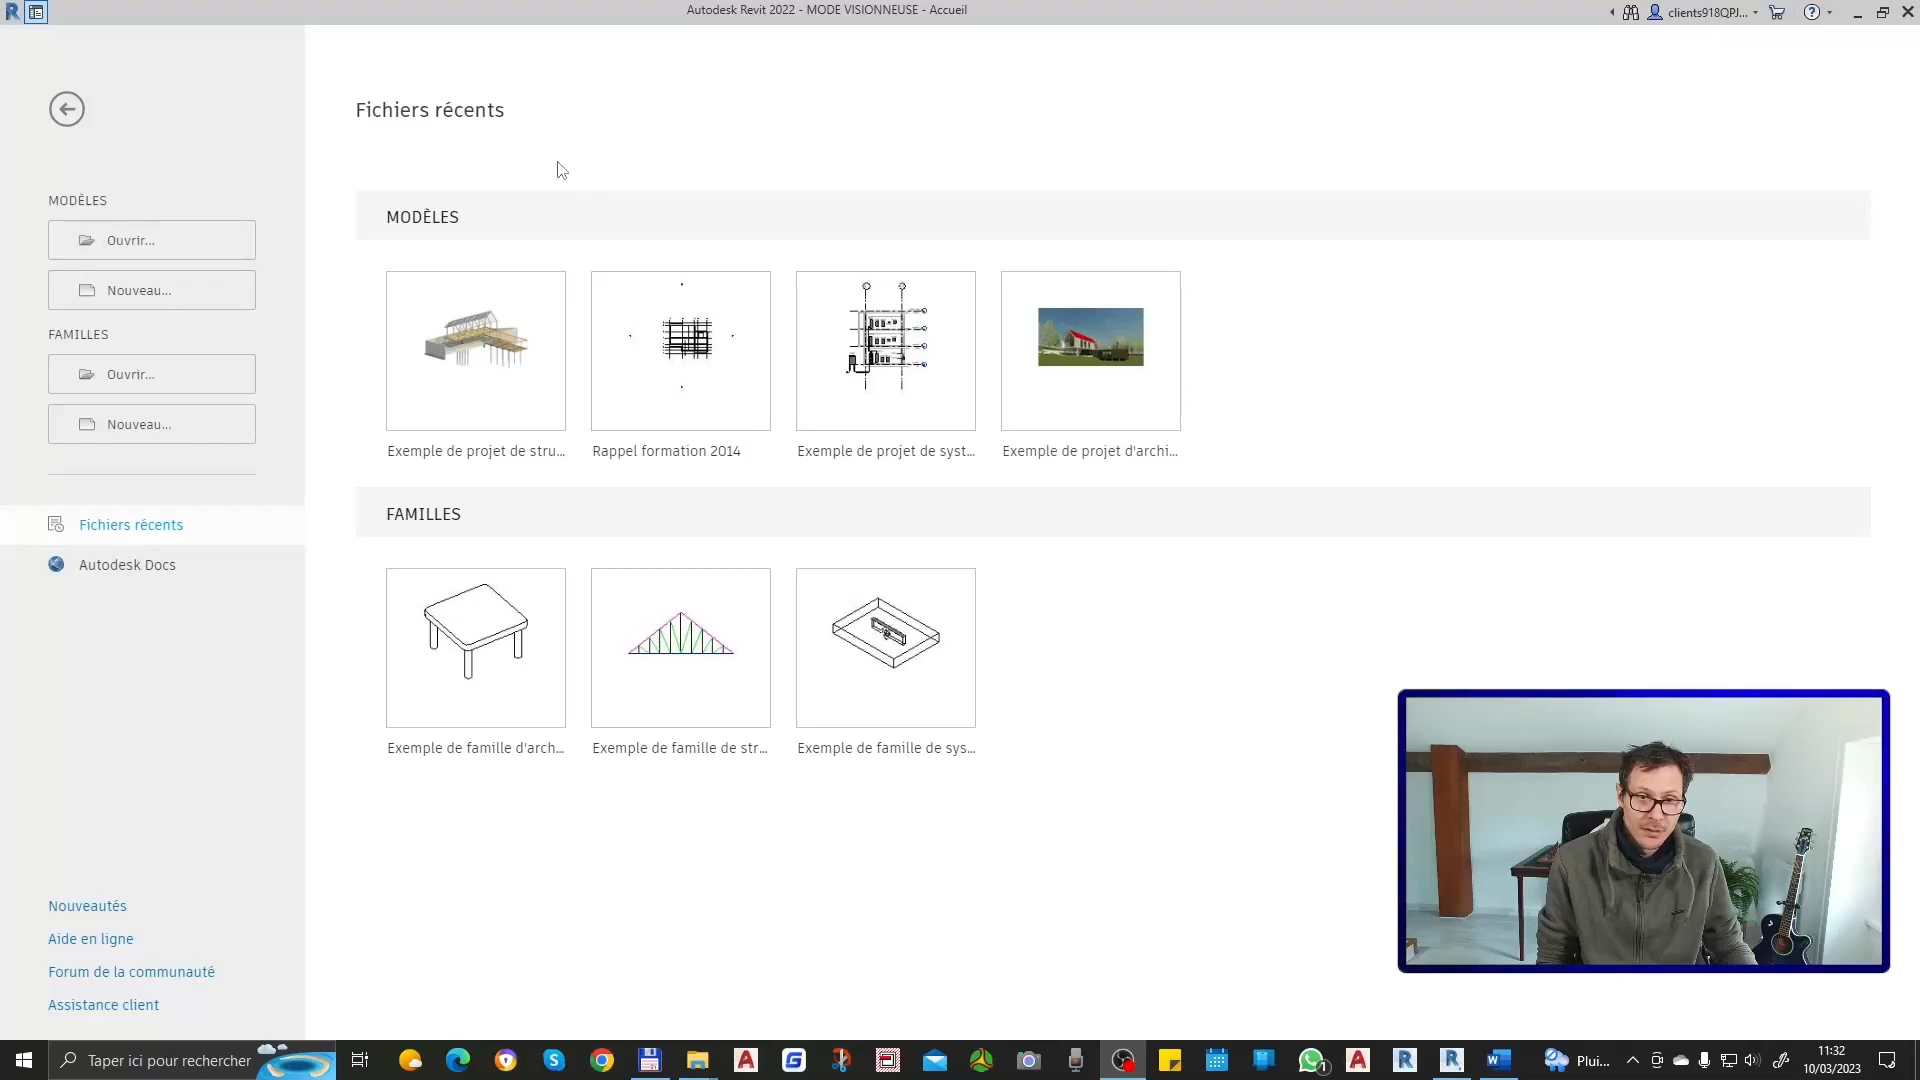 Autodesk Revit 2022 - MODE VISIONNEUSE - Accueil
clients918QPJ...
Fichiers récents
MODÈLES
Ouvrir...
Nouveau...
FAMILLES
Ouvrir...
Nouveau...
Fichiers récents
Autodesk Docs
Nouveautés
Aide en ligne
Forum de la communauté
Assistance client
MODÈLES
Exemple de projet de stru...
Rappel formation 2014
Exemple de projet de syst...
Exemple de projet d'archi...
FAMILLES
Exemple de famille d'arch...
Exemple de famille de str...
Exemple de famille de sys...
Taper ici pour rechercher
Plui...
11:32
10/03/2023